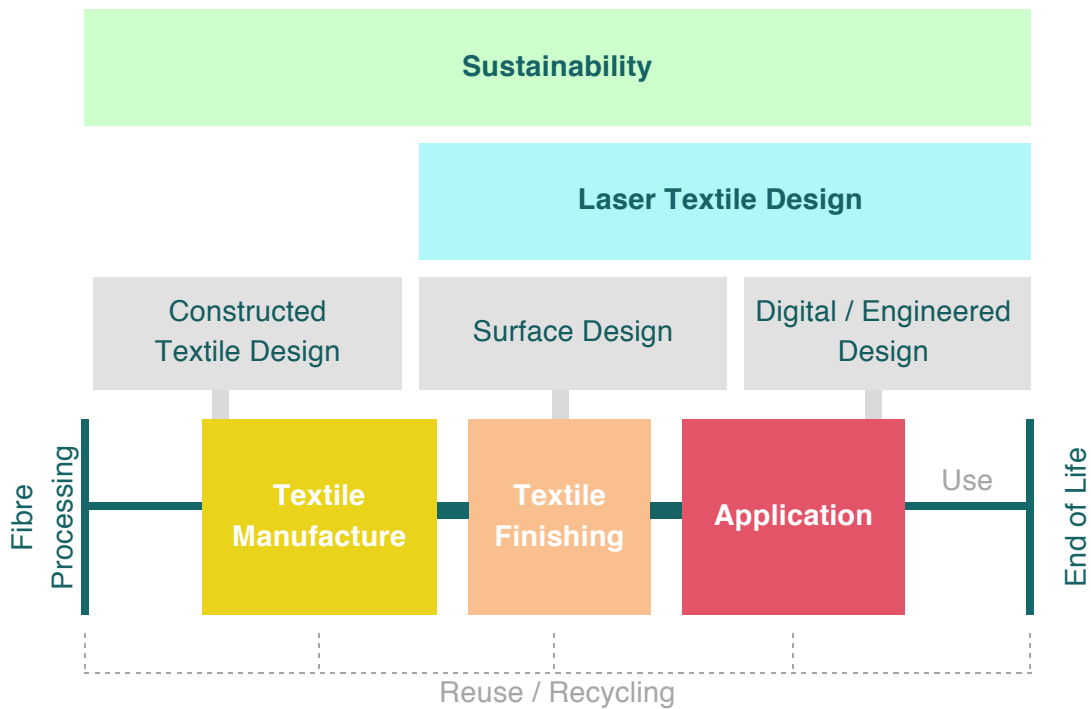 Sustainability
Laser Textile Design
Constructed
Textile Design
Surface Design
Digital / Engineered
Design
Fibre
Processing
Textile
Manufacture
Textile
Finishing
Application
Use
End of Life
Reuse / Recycling